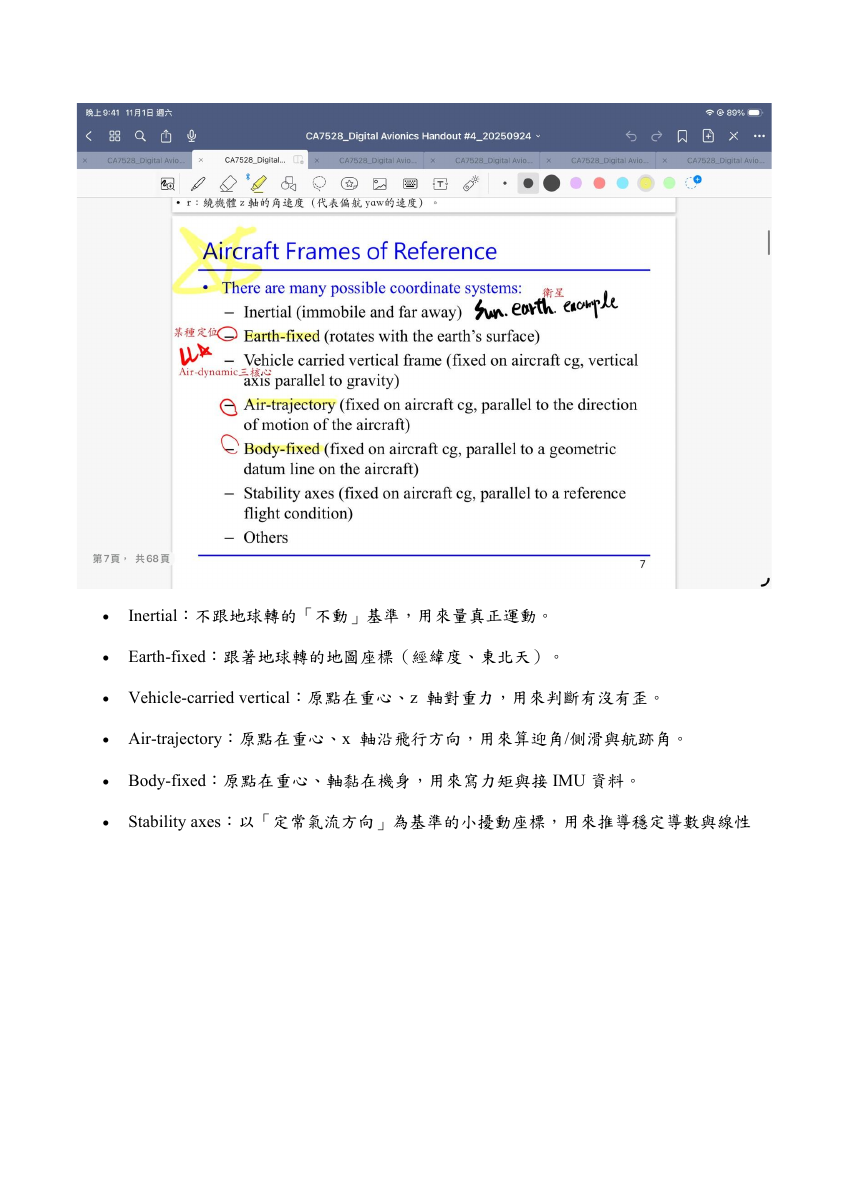 晚上9:41 11月1日 週六
89%
CA7528_Digital Avionics Handout #4_20250924
CA7528_Digital Avio...
CA7528_Digital...
CA7528_Digital Avio...
CA7528_Digital Avio...
CA7528_Digital Avio...
CA7528_Digital Avio...
• r：繞機體 z 軸的角速度（代表偏航 yaw的速度）。
Aircraft Frames of Reference
• There are many possible coordinate systems:
衛星
– Inertial (immobile and far away) Sun. earth. example
某種定位
– Earth-fixed (rotates with the earth's surface)
LLA
– Vehicle carried vertical frame (fixed on aircraft cg, vertical
Air-dynamic三核心
axis parallel to gravity)
– Air-trajectory (fixed on aircraft cg, parallel to the direction
of motion of the aircraft)
– Body-fixed (fixed on aircraft cg, parallel to a geometric
datum line on the aircraft)
– Stability axes (fixed on aircraft cg, parallel to a reference
flight condition)
– Others
第7頁， 共68頁
7
• Inertial：不跟地球轉的「不動」基準，用來量真正運動。
• Earth-fixed：跟著地球轉的地圖座標（經緯度、東北天）。
• Vehicle-carried vertical：原點在重心、z 軸對重力，用來判斷有沒有歪。
• Air-trajectory：原點在重心、x 軸沿飛行方向，用來算迎角/側滑與航跡角。
• Body-fixed：原點在重心、軸黏在機身，用來寫力矩與接 IMU 資料。
• Stability axes：以「定常氣流方向」為基準的小擾動座標，用來推導穩定導數與線性